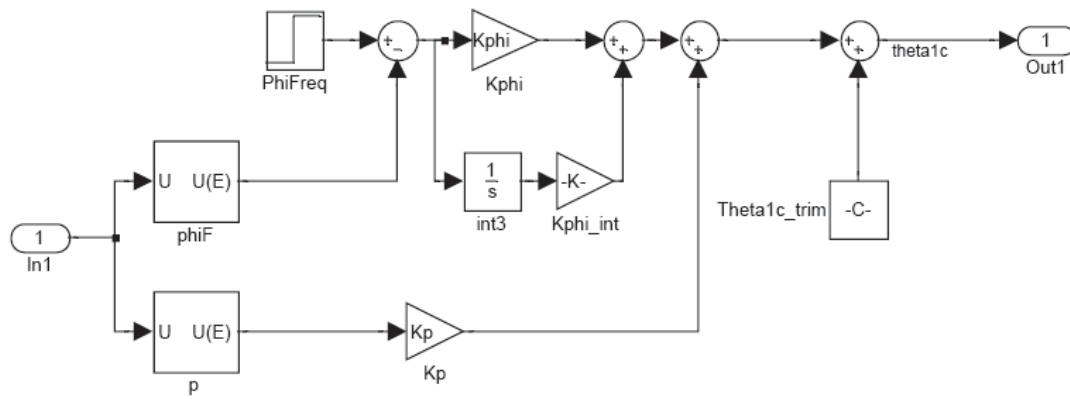 PhiFreq
+
−
Kphi
Kphi
+
+
+
+
+
+
theta1c
1
Out1
U U(E)
phiF
1
s
int3
-K-
Kphi_int
Theta1c_trim
-C-
1
In1
U U(E)
p
Kp
Kp